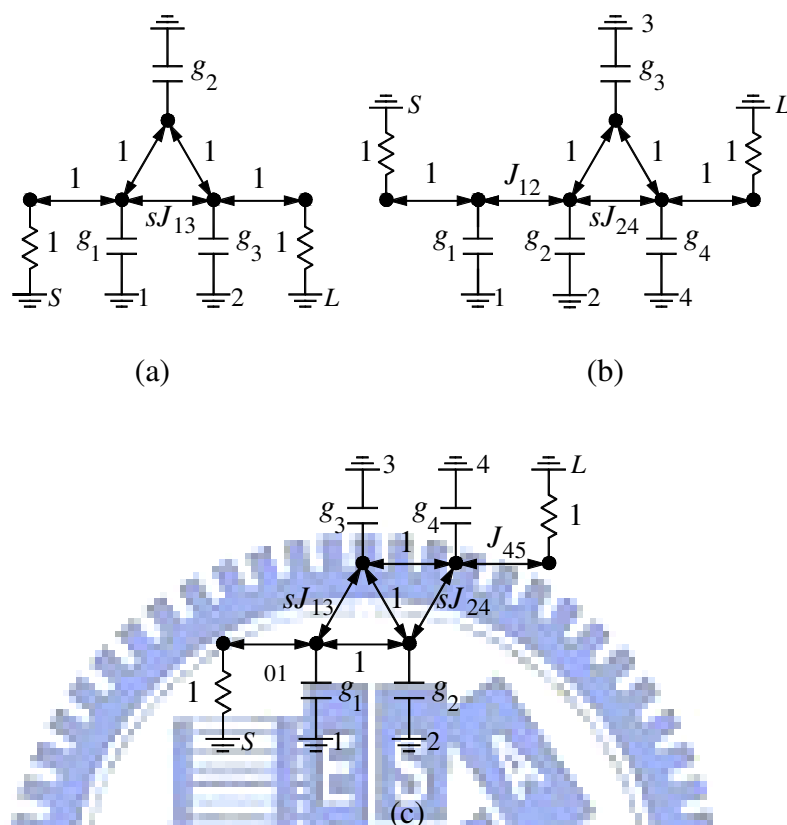 3
g2 g3
S L
1 1 1 1 1 1
1 1 1 J12 1
sJ13 sJ24
1 g1 g3 1 g1 g2 g4
S 1 2 L 1 2 4
(a) (b)
3 4 L
g3 g4 1
1 J45
sJ13 1 sJ24
1
01
1 g1 g2
S 1 2
(c)